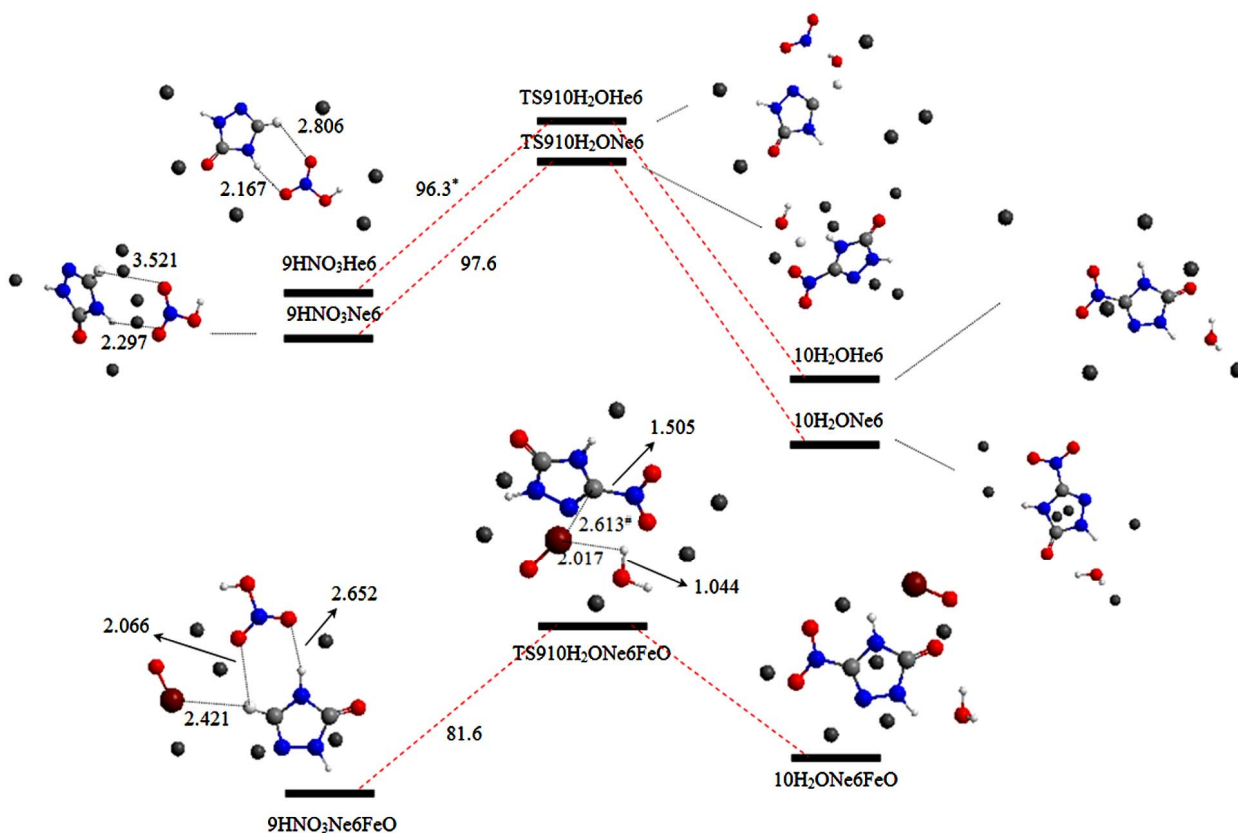 TS910H₂OHe6
TS910H₂ONe6
2.806
2.167
96.3*
3.521
9HNO₃He6
97.6
9HNO₃Ne6
2.297
10H₂OHe6
10H₂ONe6
1.505
2.613#
2.017
1.044
2.652
2.066
TS910H₂ONe6FeO
2.421
81.6
10H₂ONe6FeO
9HNO₃Ne6FeO